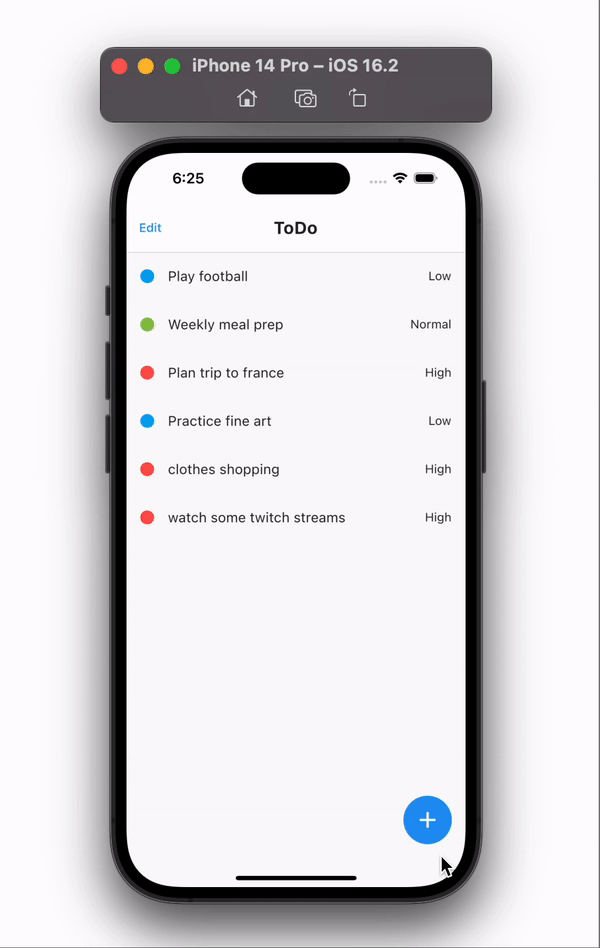 iPhone 14 Pro – iOS 16.2
6:25
Edit ToDo
Play football Low
Weekly meal prep Normal
Plan trip to france High
Practice fine art Low
clothes shopping High
watch some twitch streams High